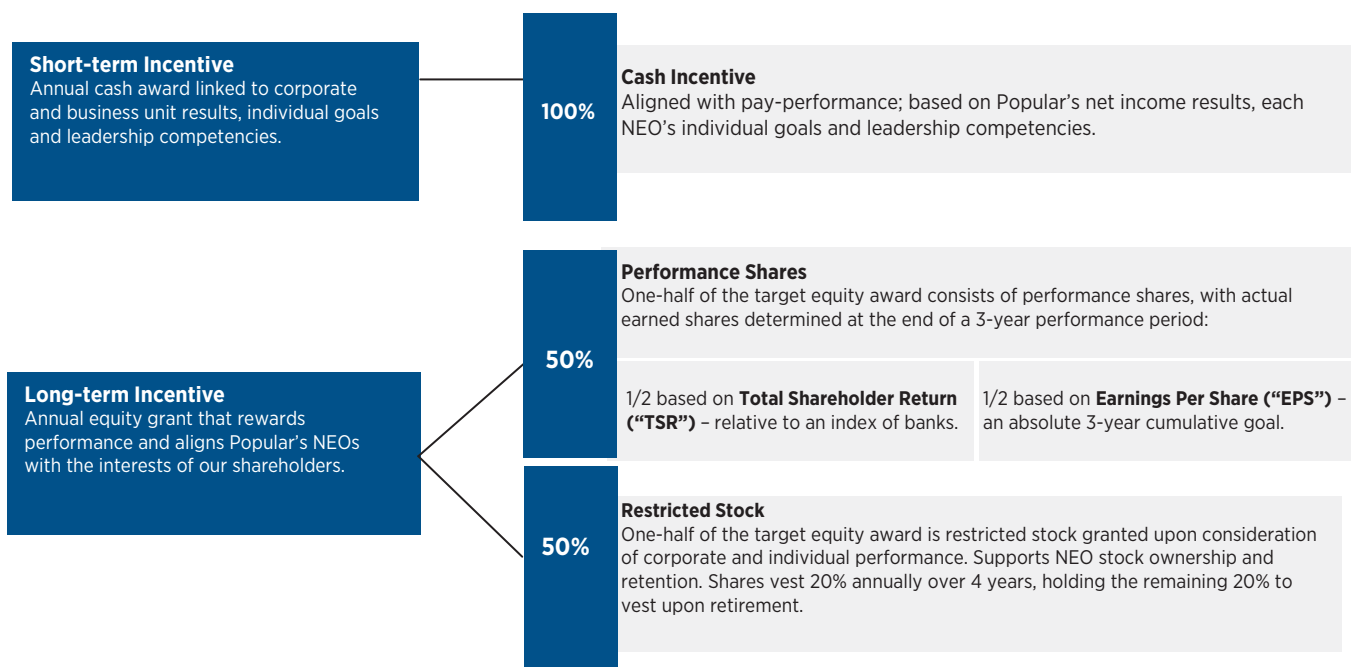 Short-term Incentive
Annual cash award linked to corporate
and business unit results, individual goals
and leadership competencies.
100%
Cash Incentive
Aligned with pay-performance; based on Popular’s net income results, each
NEO’s individual goals and leadership competencies.
Long-term Incentive
Annual equity grant that rewards
performance and aligns Popular’s NEOs
with the interests of our shareholders.
50%
Performance Shares
One-half of the target equity award consists of performance shares, with actual
earned shares determined at the end of a 3-year performance period:
1/2 based on Total Shareholder Return
(“TSR”) – relative to an index of banks.
1/2 based on Earnings Per Share (“EPS”) –
an absolute 3-year cumulative goal.
50%
Restricted Stock
One-half of the target equity award is restricted stock granted upon consideration
of corporate and individual performance. Supports NEO stock ownership and
retention. Shares vest 20% annually over 4 years, holding the remaining 20% to
vest upon retirement.